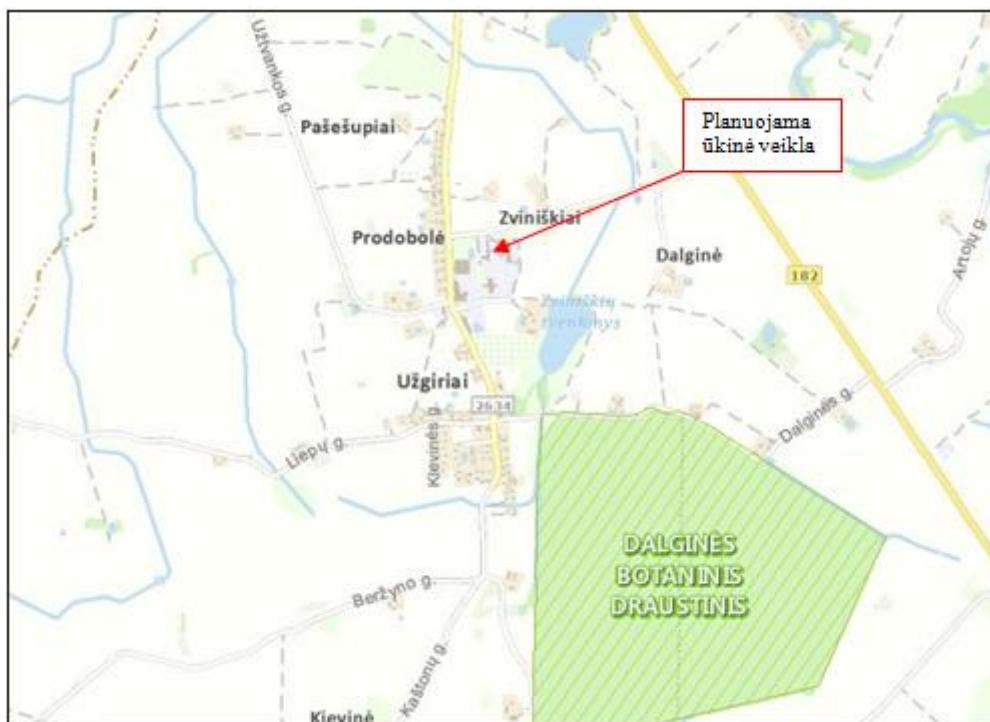 Užtvankos g.
Pašešupiai
Planuojama
ūkinė veikla
Zviniškiai
Prodobolė
Dalginė
Artojų g.
182
Zviniškių
tvenkinys
Užgiriai
2634
Liepų g.
Kievinės g.
Dalginės g.
DALGINĖS
BOTANINIS
DRAUSTINIS
Beržyno g.
Kaštonų g.
Kievinė